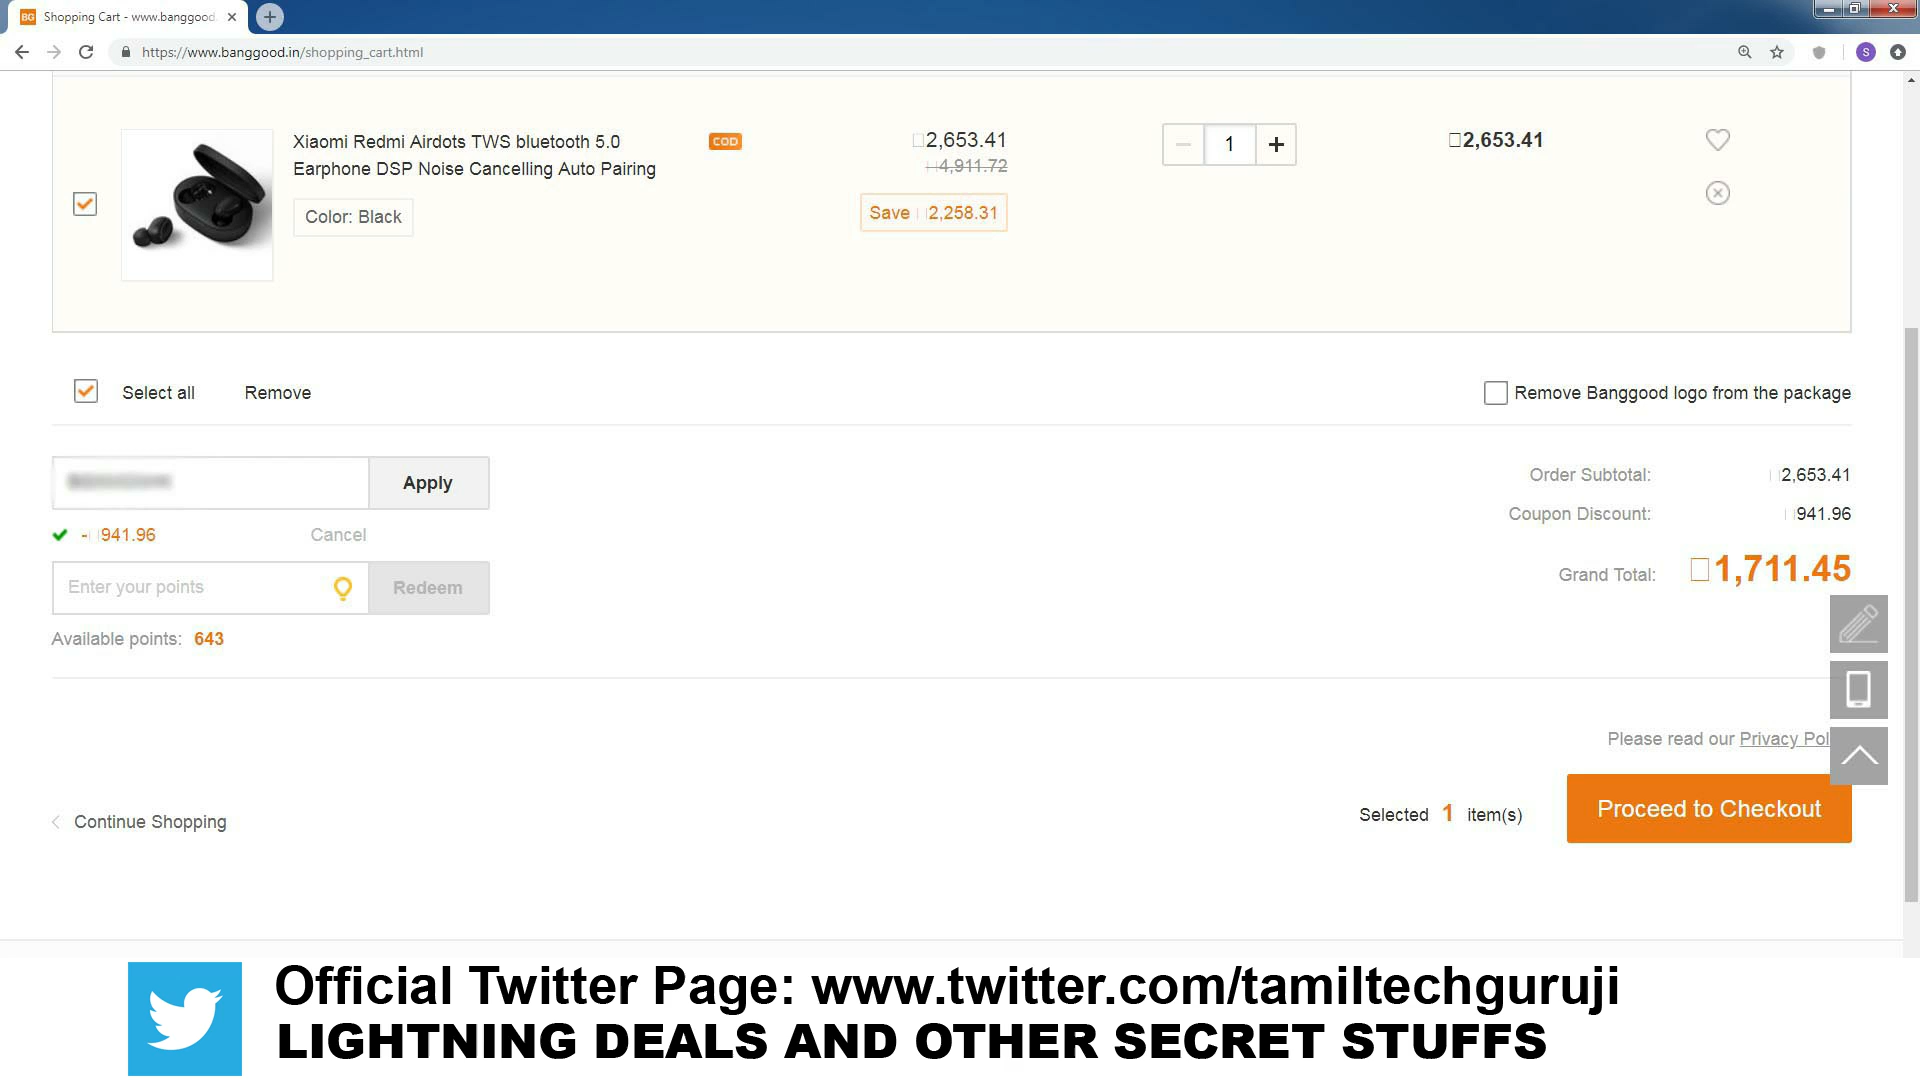 BG Shopping Cart - www.banggood.
https://www.banggood.in/shopping_cart.html
S
Xiaomi Redmi Airdots TWS bluetooth 5.0
Earphone DSP Noise Cancelling Auto Pairing
Color: Black
COD
2,653.41
4,911.72
Save 2,258.31
1
2,653.41
Select all Remove
Remove Banggood logo from the package
Apply
-941.96 Cancel
Enter your points Redeem
Available points: 643
Order Subtotal: 2,653.41
Coupon Discount: 941.96
Grand Total: 1,711.45
Please read our Privacy Pol
Continue Shopping
Selected 1 item(s)
Proceed to Checkout
Official Twitter Page: www.twitter.com/tamiltechguruji
LIGHTNING DEALS AND OTHER SECRET STUFFS